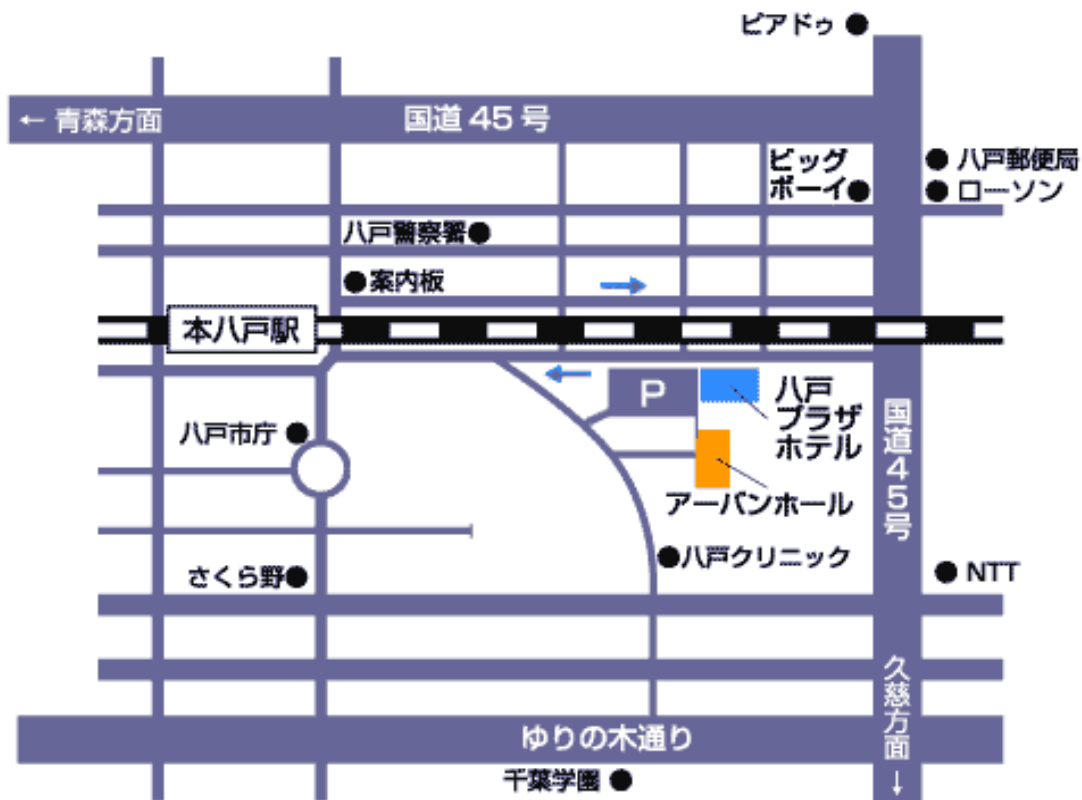 ピアドゥ
← 青森方面
国道 45 号
ビッグ
ボーイ
八戸郵便局
ローソン
八戸警察署
案内板
本八戸駅
P
八戸
プラザ
ホテル
国道45号
八戸市庁
アーバンホール
八戸クリニック
さくら野
NTT
久慈方面↓
ゆりの木通り
千葉学園